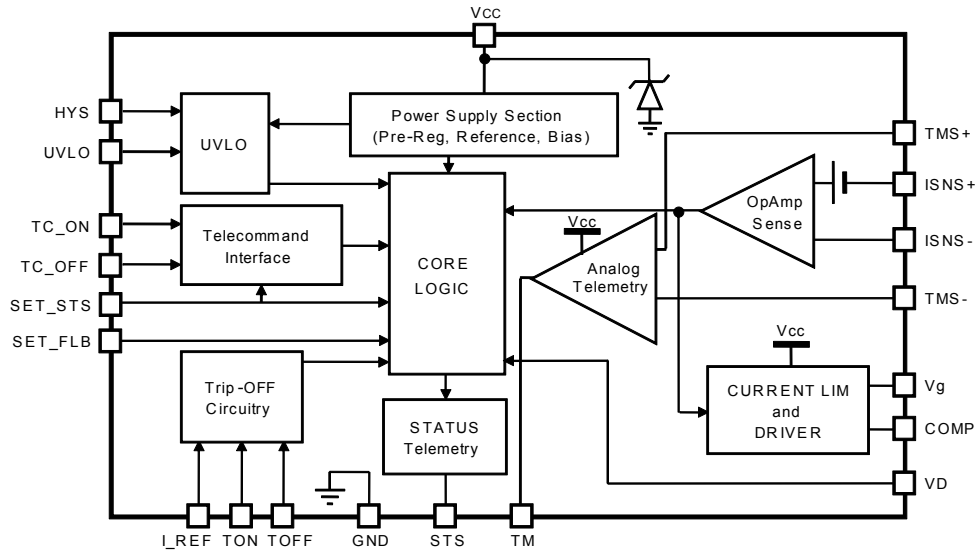 Vcc
HYS
UVLO
TC_ON
TC_OFF
SET_STS
SET_FLB
UVLO
Power Supply Section
(Pre-Reg, Reference, Bias)
Telecommand
Interface
CORE
LOGIC
Trip-OFF
Circuitry
STATUS
Telemetry
Vcc
Analog
Telemetry
OpAmp
Sense
Vcc
CURRENT LIM
and
DRIVER
TMS+
ISNS+
ISNS-
TMS-
Vg
COMP
VD
I_REF
TON
TOFF
GND
STS
TM